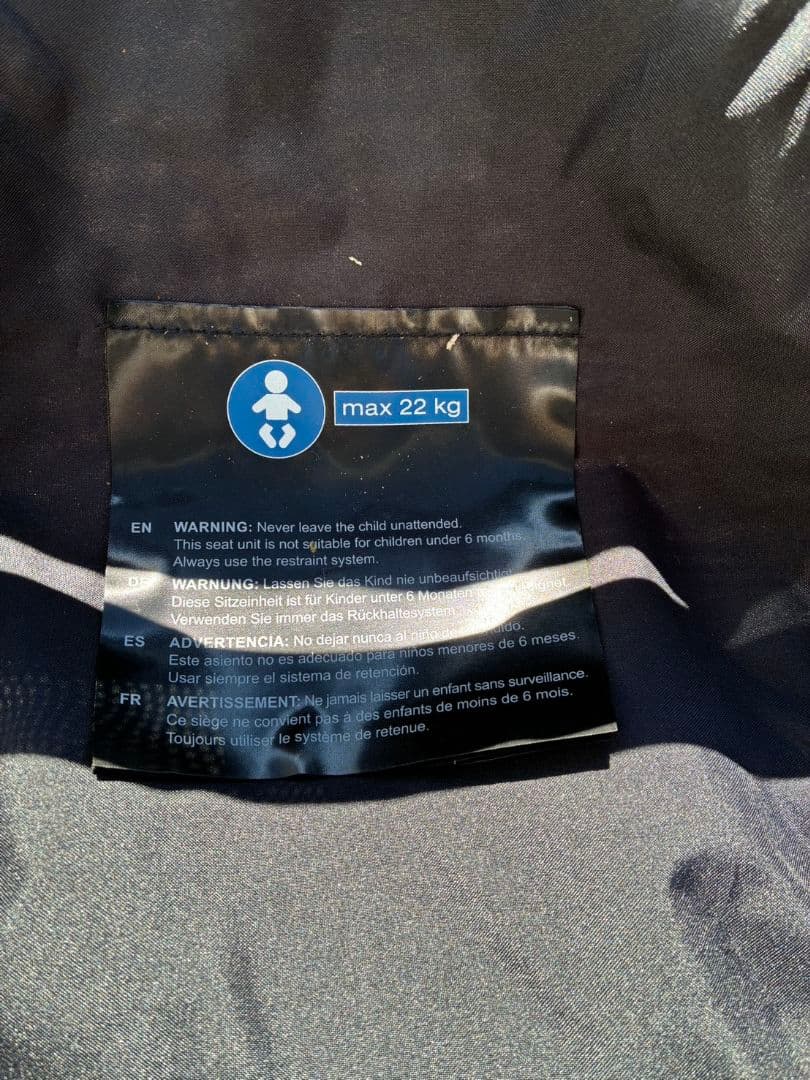 max 22 kg
EN WARNING: Never leave the child unattended.
This seat unit is not suitable for children under 6 months.
Always use the restraint system.
DE WARNUNG: Lassen Sie das Kind nie unbeaufsichtigt
Diese Sitzeinheit ist für Kinder unter 6 Monaten
Verwenden Sie immer das Rückhaltesystem.
ES ADVERTENCIA: No dejar nunca al niño
Este asiento no es adecuado para niños menores de 6 meses.
Usar siempre el sistema de retención.
FR AVERTISSEMENT: Ne jamais laisser un enfant sans surveillance.
Ce siège ne convient pas à des enfants de moins de 6 mois.
Toujours utiliser le système de retenue.